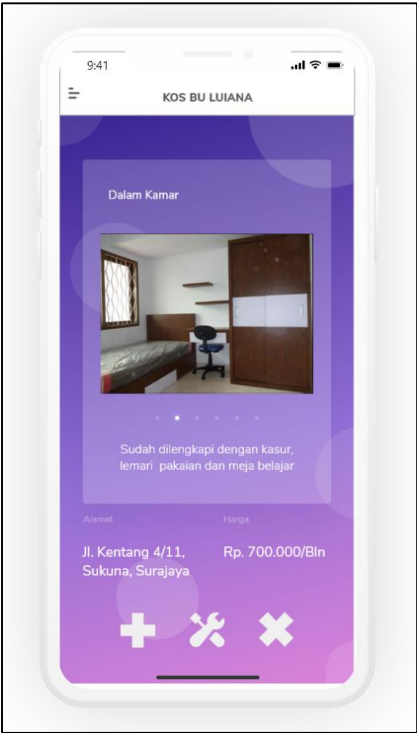 9:41
KOS BU LUIANA
Dalam Kamar
Sudah dilengkapi dengan kasur,
lemari pakaian dan meja belajar
Alamat
Harga
Jl. Kentang 4/11,
Sukuna, Surajaya
Rp. 700.000/Bln